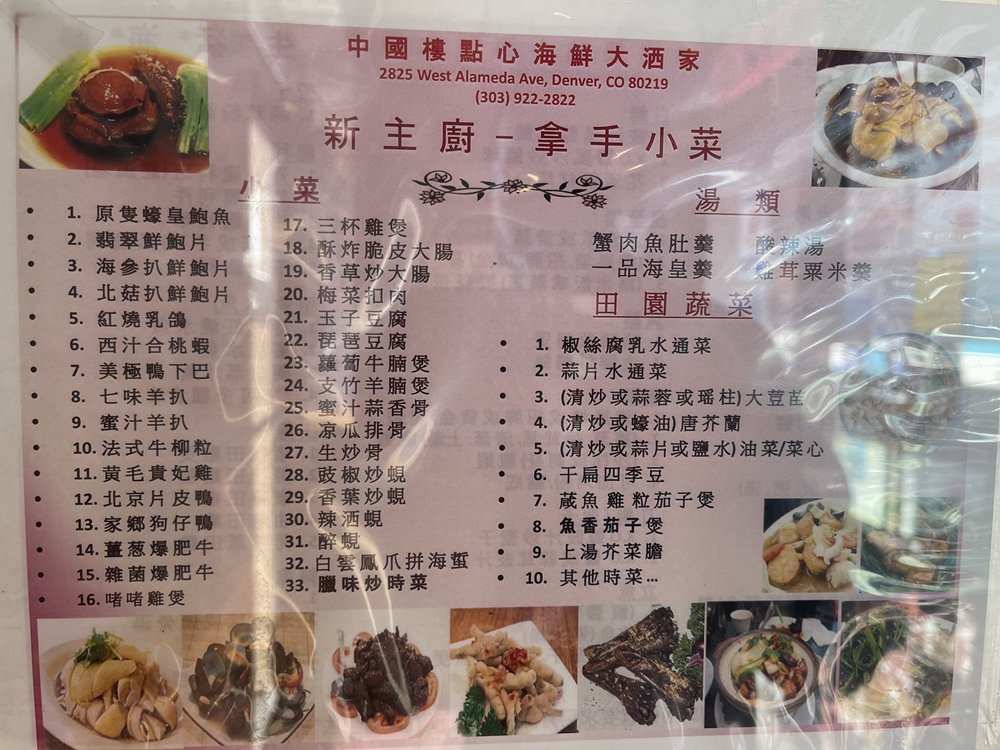 中國樓點心海鮮大洒家
2825 West Alameda Ave, Denver, CO 80219
(303) 922-2822
新主廚－拿手小菜
小菜
1. 原隻蠔皇鮑魚
2. 翡翠鮮鮑片
3. 海參扒鮮鮑片
4. 北菇扒鮮鮑片
5. 紅燒乳鴿
6. 西汁合桃蝦
7. 美極鴨下巴
8. 七味羊扒
9. 蜜汁羊扒
10. 法式牛柳粒
11. 黄毛貴妃雞
12. 北京片皮鴨
13. 家鄉狗仔鴨
14. 薑葱爆肥牛
15. 雜菌爆肥牛
16. 啫啫雞煲
17. 三杯雞煲
18. 酥炸脆皮大腸
19. 香草炒大腸
20. 梅菜扣肉
21. 玉子豆腐
22. 琵琶豆腐
23. 蘿蔔牛腩煲
24. 支竹羊腩煲
25. 蜜汁蒜香骨
26. 凉瓜排骨
27. 生炒骨
28. 豉椒炒蜆
29. 香葉炒蜆
30. 辣酒蜆
31. 醉蜆
32. 白雲鳳爪拼海蜇
33. 臘味炒時菜
湯類
蟹肉魚肚羹 酸辣湯
一品海皇羹 雞茸粟米羹
田園蔬菜
1. 椒絲腐乳水通菜
2. 蒜片水通菜
3. (清炒或蒜蓉或瑶柱)大荳苗
4. (清炒或蠔油)唐芥蘭
5. (清炒或蒜片或鹽水)油菜/菜心
6. 干扁四季豆
7. 鹹魚雞粒茄子煲
8. 魚香茄子煲
9. 上湯芥菜膽
10. 其他時菜...